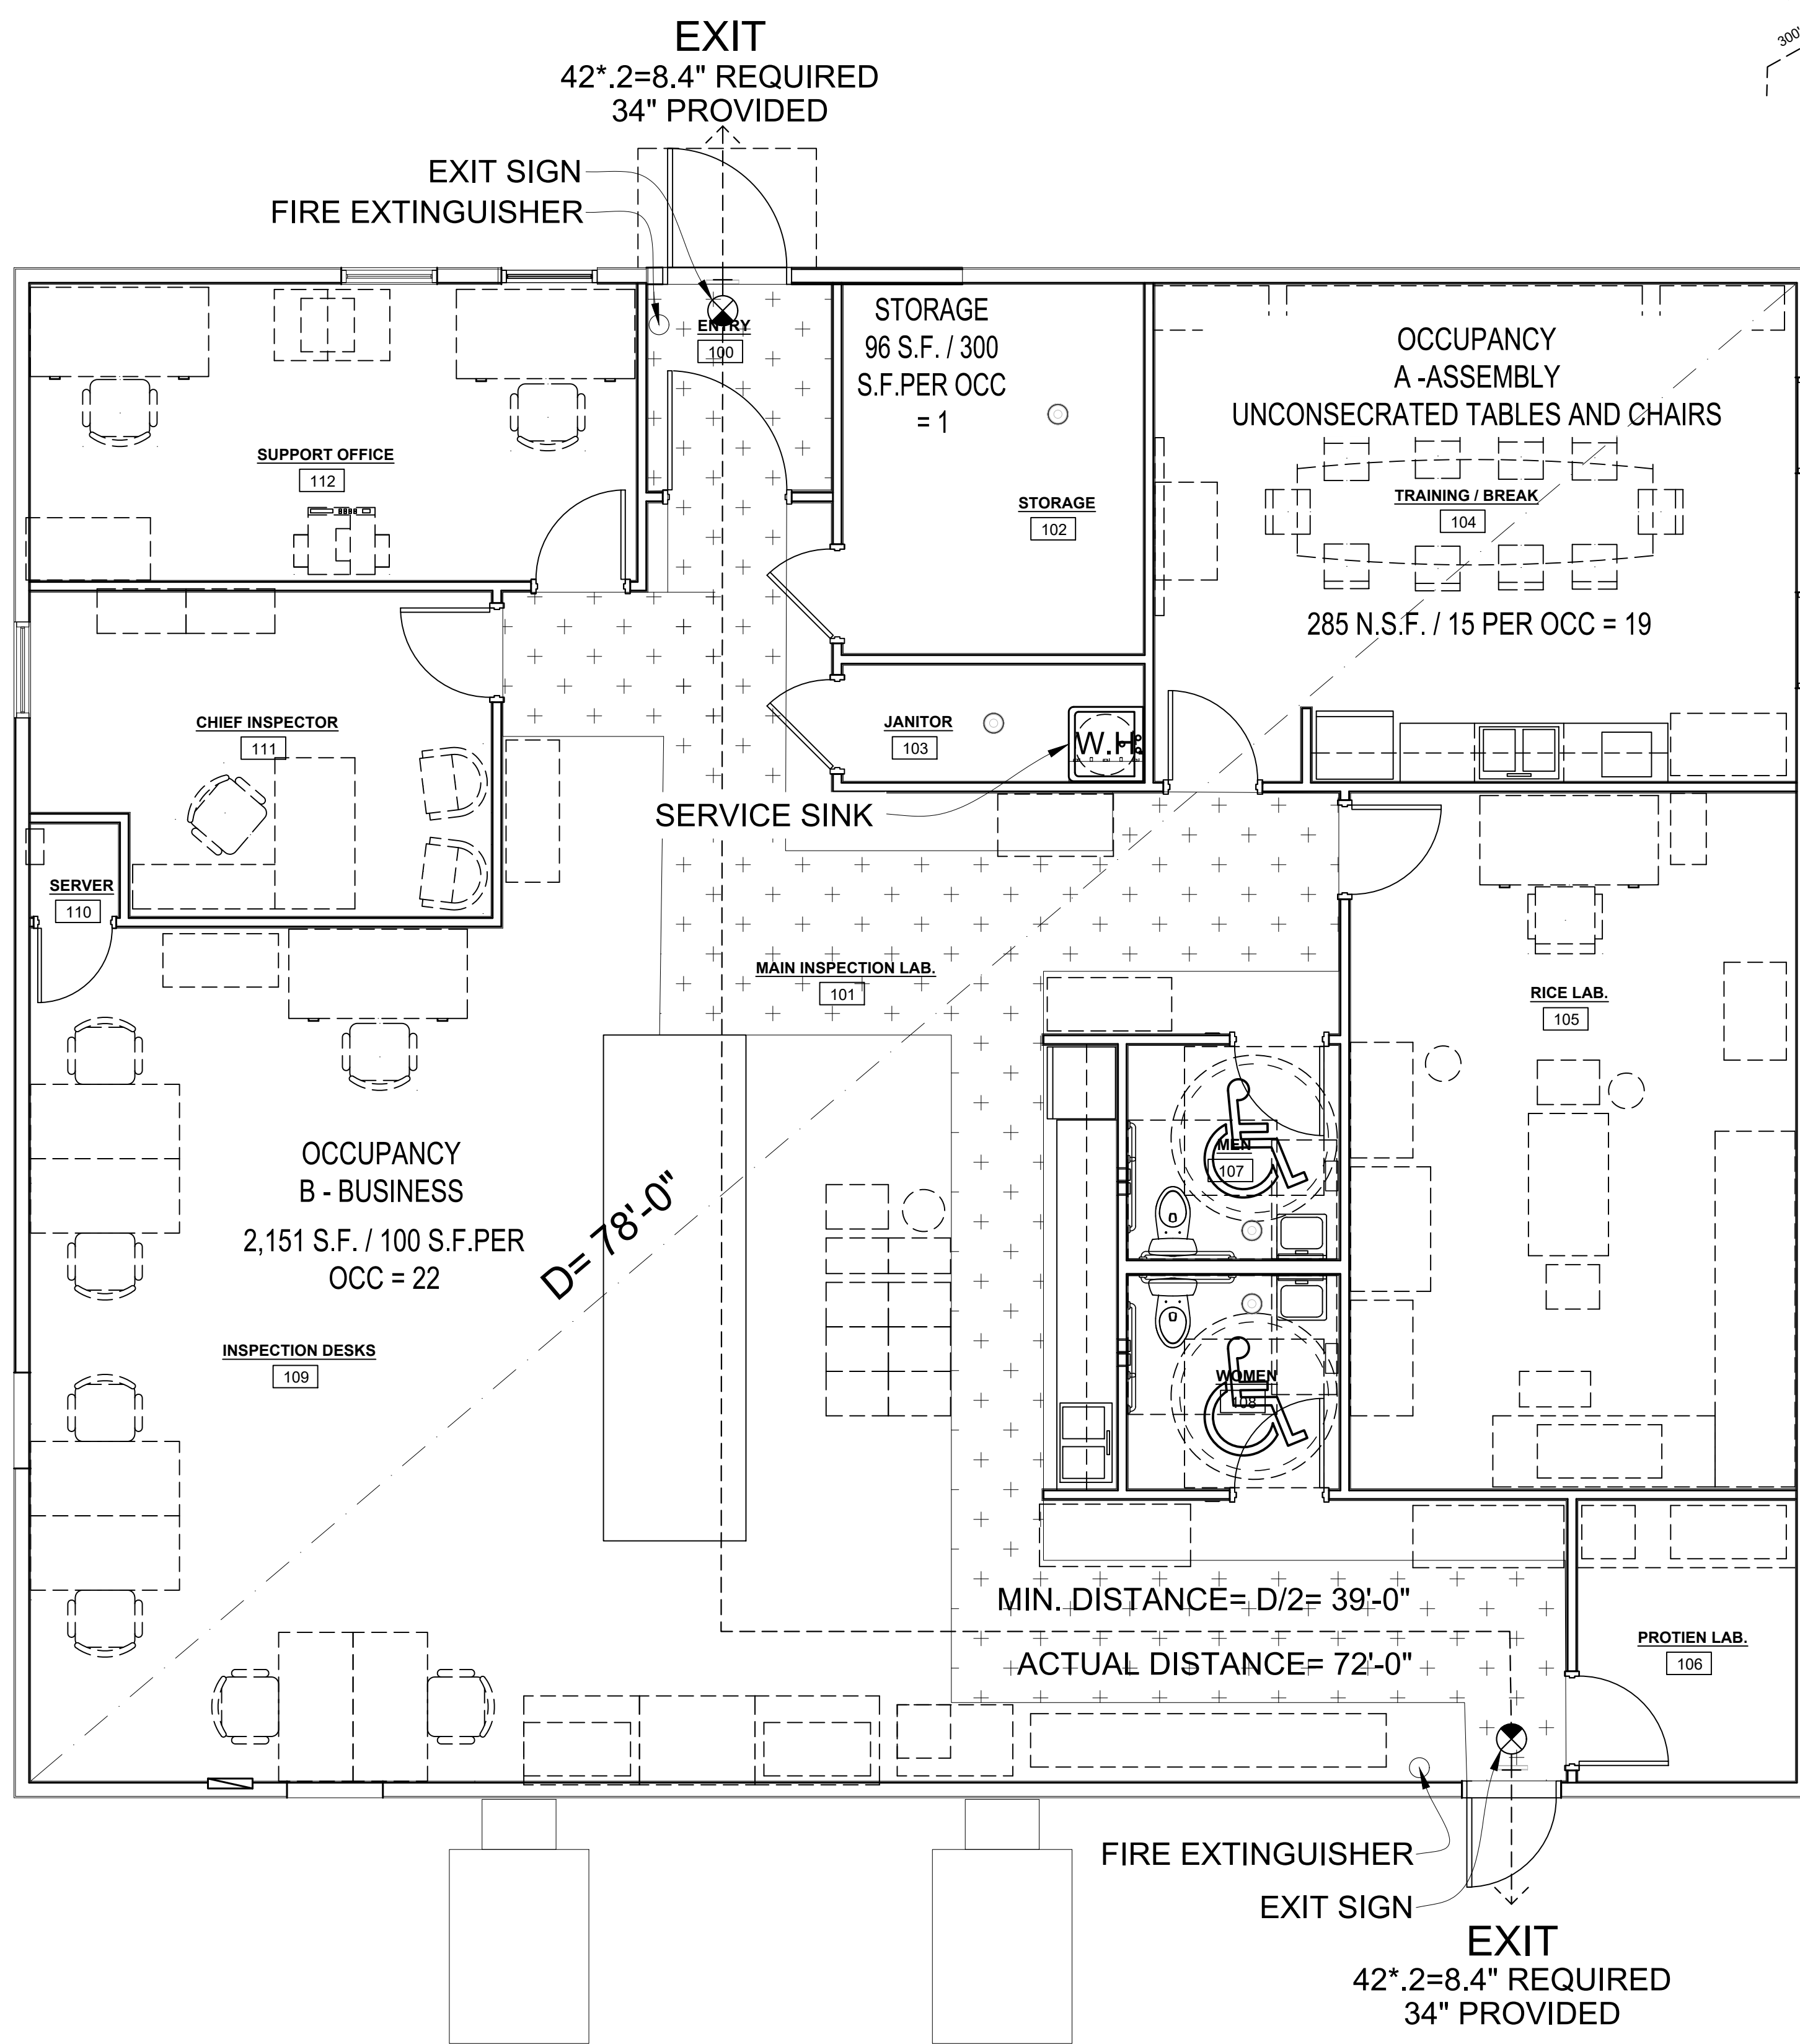 EXIT
42*.2=8.4" REQUIRED
34" PROVIDED
300'
EXIT SIGN
FIRE EXTINGUISHER
ENTRY
100
STORAGE
96 S.F. / 300
S.F.PER OCC
= 1
STORAGE
102
OCCUPANCY
A -ASSEMBLY
UNCONSECRATED TABLES AND CHAIRS
TRAINING / BREAK
104
285 N.S.F. / 15 PER OCC = 19
SUPPORT OFFICE
112
CHIEF INSPECTOR
111
JANITOR
103
W.H.
SERVICE SINK
SERVER
110
MAIN INSPECTION LAB.
101
RICE LAB.
105
MEN
107
OCCUPANCY
B - BUSINESS
2,151 S.F. / 100 S.F.PER
OCC = 22
D= 78'-0"
INSPECTION DESKS
109
WOMEN
108
MIN. DISTANCE= D/2= 39'-0"
ACTUAL DISTANCE= 72'-0"
PROTIEN LAB.
106
FIRE EXTINGUISHER
EXIT SIGN
EXIT
42*.2=8.4" REQUIRED
34" PROVIDED